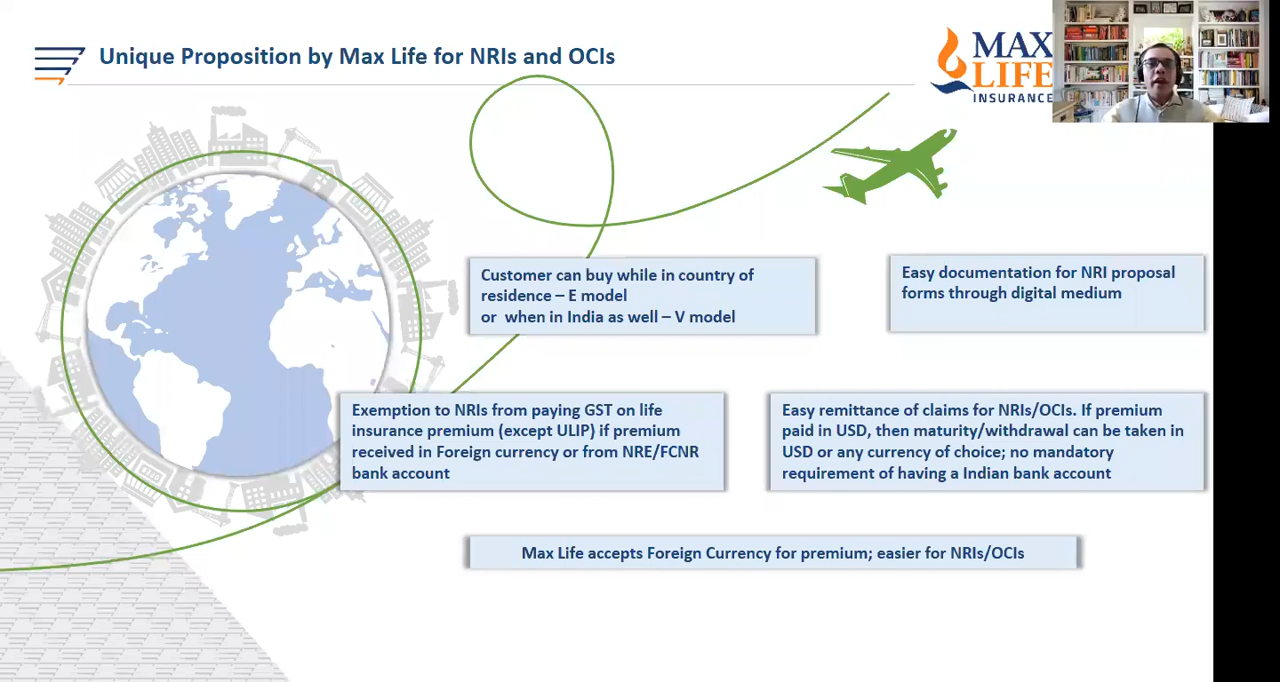 Unique Proposition by Max Life for NRIs and OCIs
MAX
LIFE
INSURANCE
Customer can buy while in country of
residence – E model
or when in India as well – V model
Easy documentation for NRI proposal
forms through digital medium
Exemption to NRIs from paying GST on life
insurance premium (except ULIP) if premium
received in Foreign currency or from NRE/FCNR
bank account
Easy remittance of claims for NRIs/OCIs. If premium
paid in USD, then maturity/withdrawal can be taken in
USD or any currency of choice; no mandatory
requirement of having a Indian bank account
Max Life accepts Foreign Currency for premium; easier for NRIs/OCIs